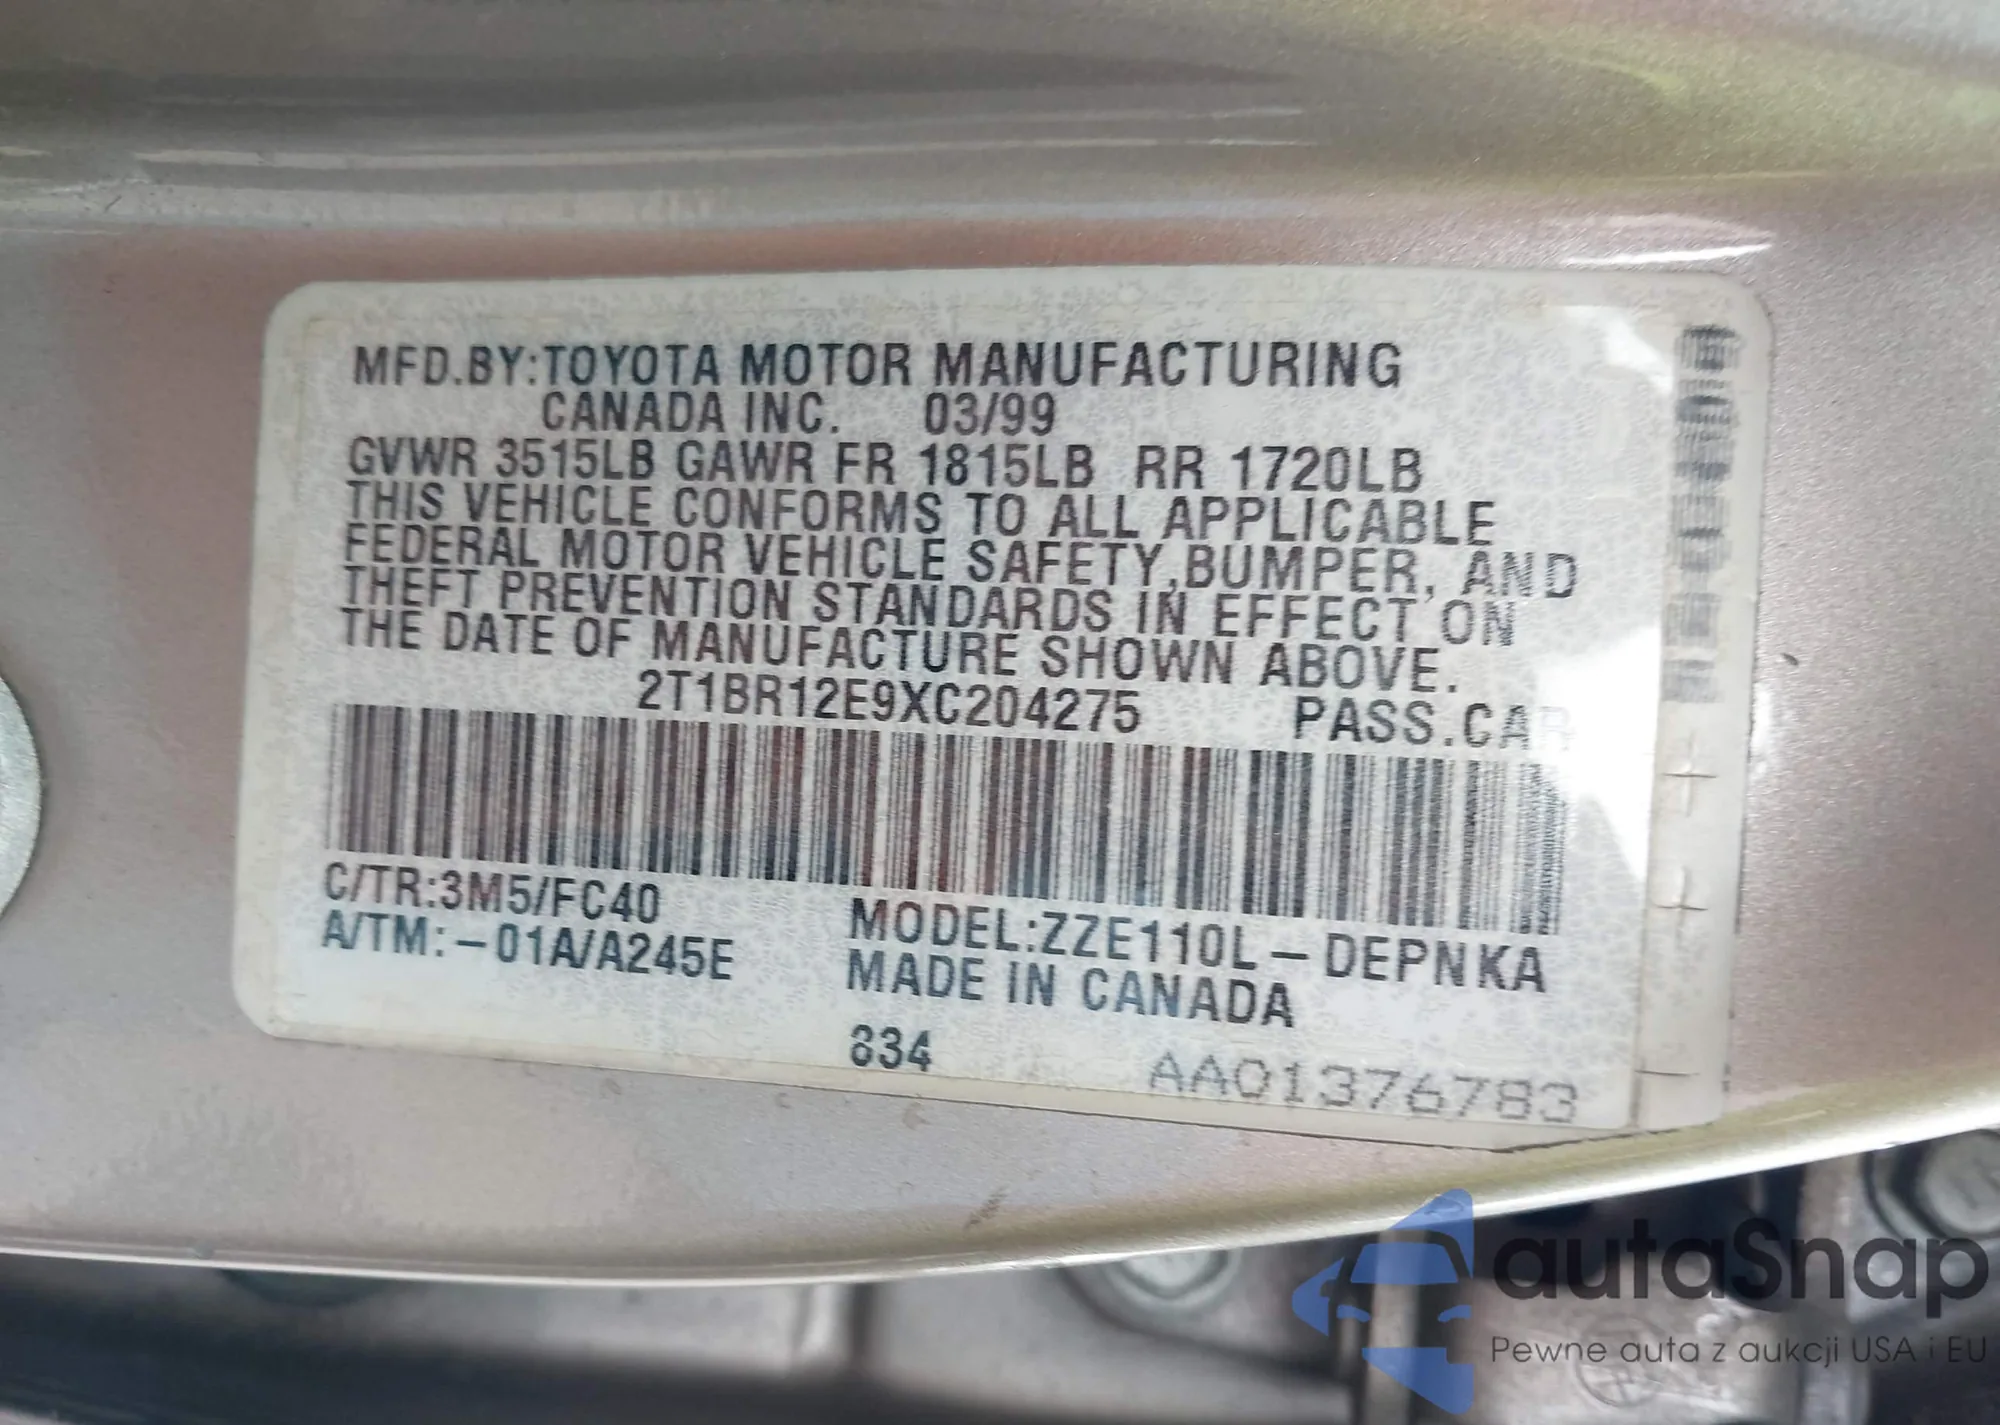 MFD.BY:TOYOTA MOTOR MANUFACTURING
CANADA INC. 03/99
GVWR 3515LB GAWR FR 1815LB RR 1720LB
THIS VEHICLE CONFORMS TO ALL APPLICABLE
FEDERAL MOTOR VEHICLE SAFETY,BUMPER, AND
THEFT PREVENTION STANDARDS IN EFFECT ON
THE DATE OF MANUFACTURE SHOWN ABOVE.
2T1BR12E9XC204275 PASS.CAR
C/TR:3M5/FC40
A/TM:-01A/A245E
MODEL:ZZE110L-DEPNKA
MADE IN CANADA
834
AA01376783
autaSnap
Pewne auta z aukcji USA i EU